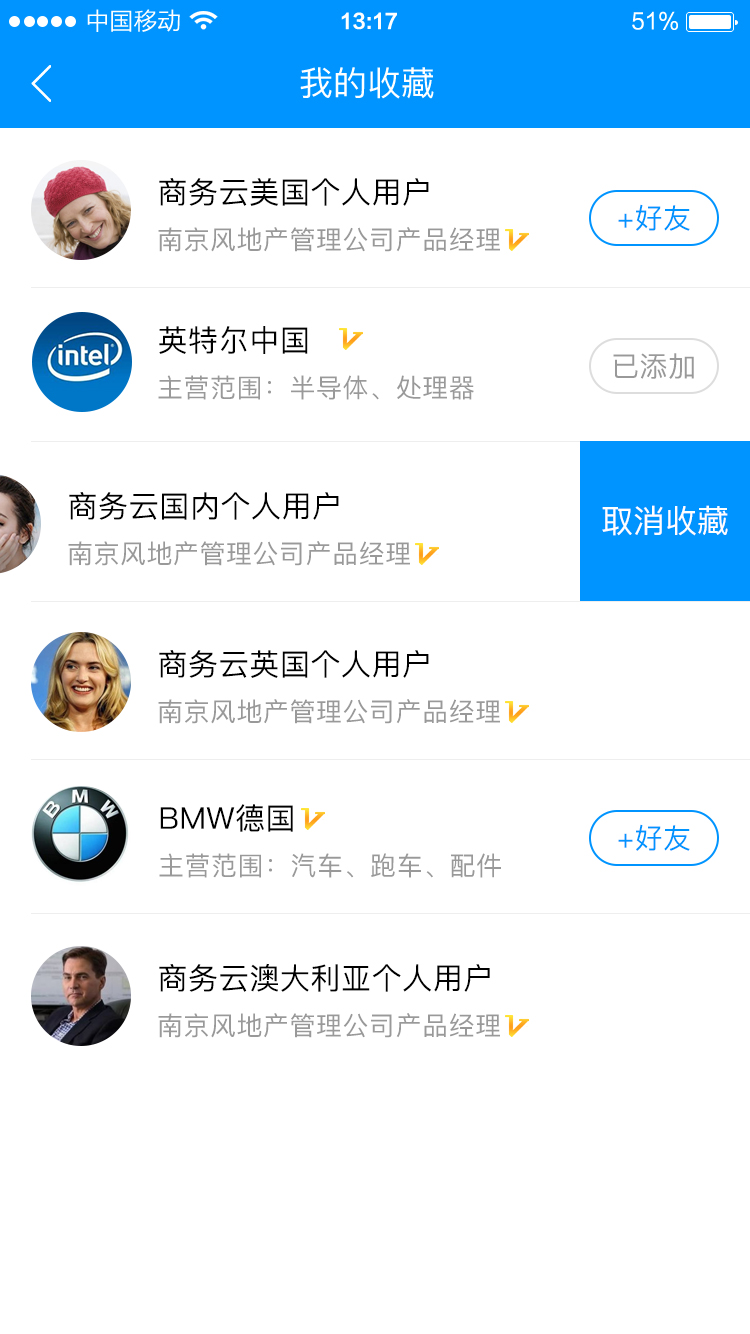 中国移动 13:17 51%
我的收藏
商务云美国个人用户
南京风地产管理公司产品经理
+好友
intel
英特尔中国
主营范围：半导体、处理器
已添加
商务云国内个人用户
南京风地产管理公司产品经理
取消收藏
商务云英国个人用户
南京风地产管理公司产品经理
BMW
BMW德国
主营范围：汽车、跑车、配件
+好友
商务云澳大利亚个人用户
南京风地产管理公司产品经理